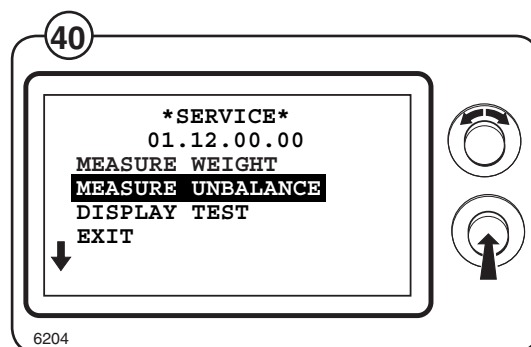 40
*SERVICE*
01.12.00.00
MEASURE WEIGHT
MEASURE UNBALANCE
DISPLAY TEST
EXIT
6204